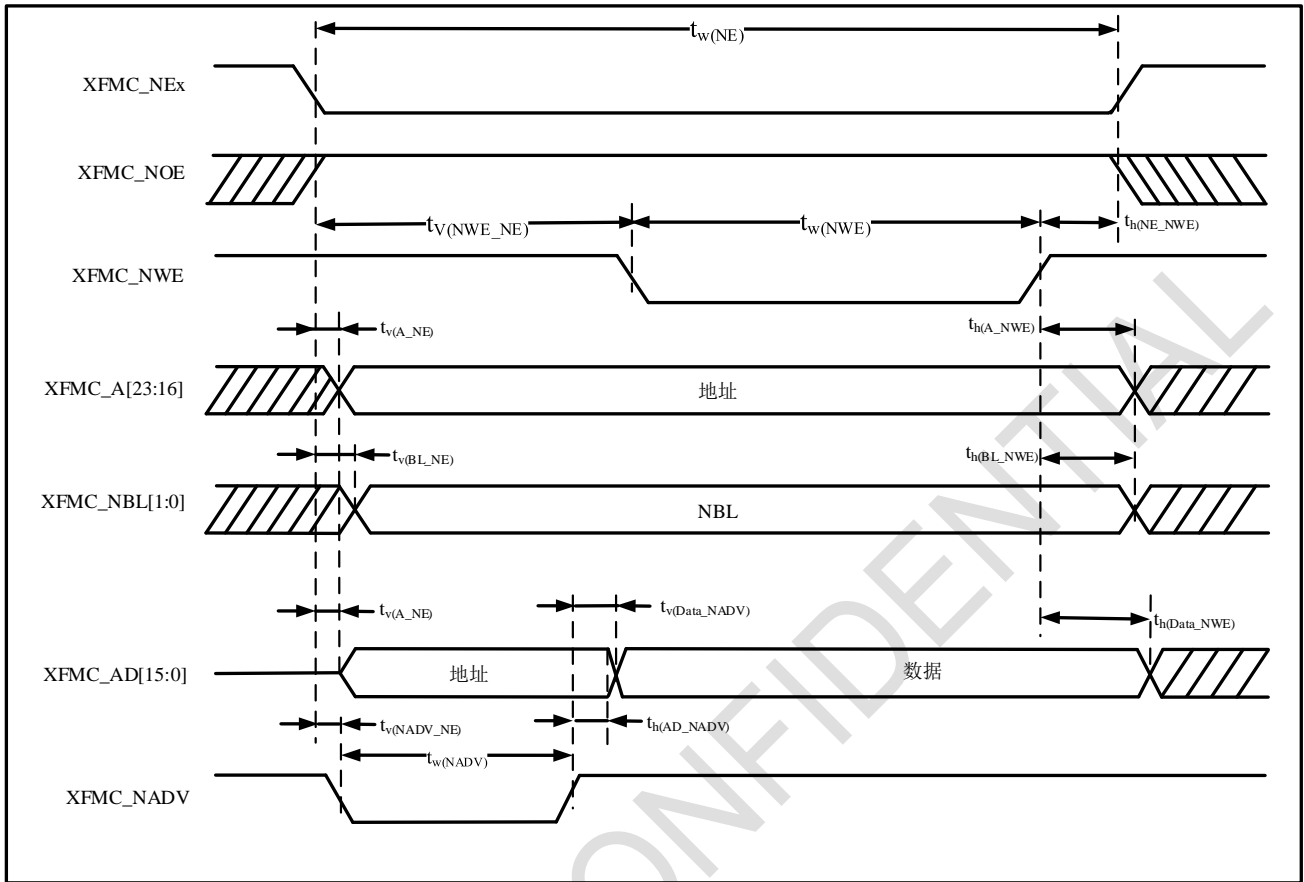 tw(NE)
XFMC_NEx
XFMC_NOE
tV(NWE_NE)
tw(NWE)
th(NE_NWE)
XFMC_NWE
tv(A_NE)
th(A_NWE)
XFMC_A[23:16]
地址
tv(BL_NE)
th(BL_NWE)
XFMC_NBL[1:0]
NBL
tv(A_NE)
tv(Data_NADV)
th(Data_NWE)
XFMC_AD[15:0]
地址
数据
tv(NADV_NE)
th(AD_NADV)
tw(NADV)
XFMC_NADV
ONFIDENTIAL